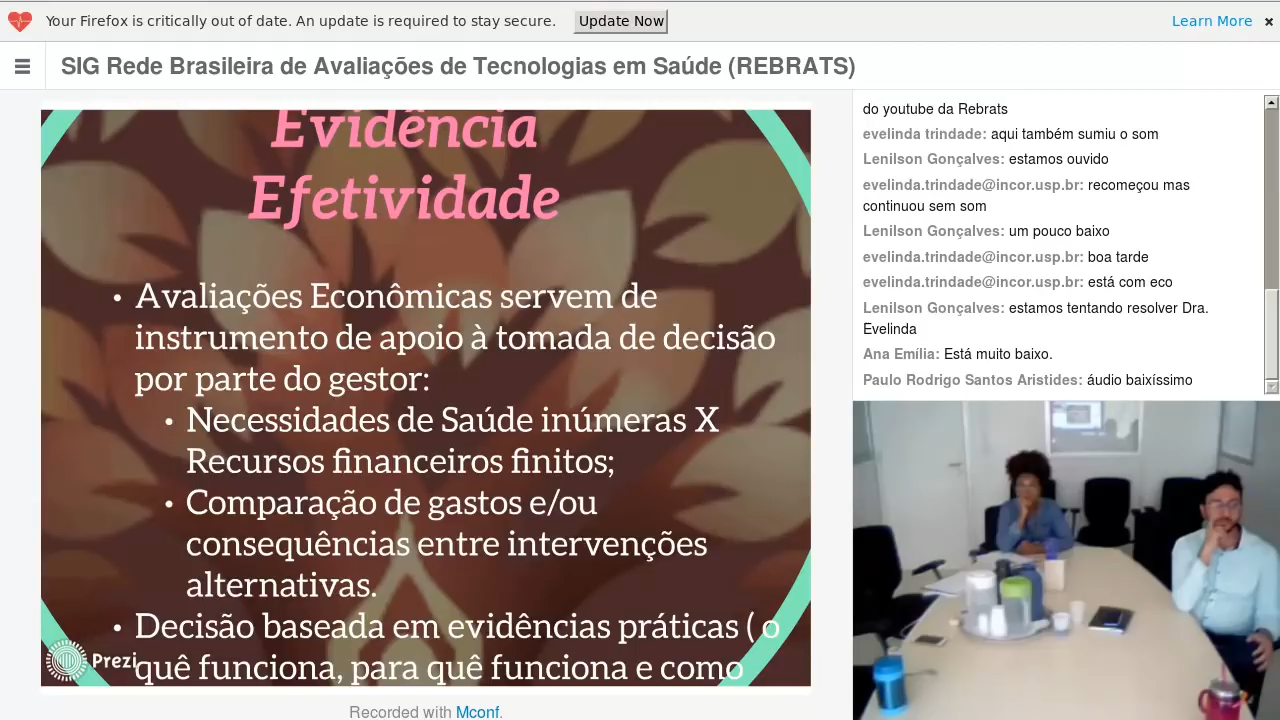 Your Firefox is critically out of date. An update is required to stay secure.
Update Now
Learn More
SIG Rede Brasileira de Avaliações de Tecnologias em Saúde (REBRATS)
Evidência
Efetividade
• Avaliações Econômicas servem de
instrumento de apoio à tomada de decisão
por parte do gestor:
• Necessidades de Saúde inúmeras X
Recursos financeiros finitos;
• Comparação de gastos e/ou
consequências entre intervenções
alternativas.
• Decisão baseada em evidências práticas ( o
quê funciona, para quê funciona e como
Prezi
Recorded with Mconf.
do youtube da Rebrats
evelinda trindade: aqui também sumiu o som
Lenilson Gonçalves: estamos ouvido
evelinda.trindade@incor.usp.br: recomeçou mas
continuou sem som
Lenilson Gonçalves: um pouco baixo
evelinda.trindade@incor.usp.br: boa tarde
evelinda.trindade@incor.usp.br: está com eco
Lenilson Gonçalves: estamos tentando resolver Dra.
Evelinda
Ana Emília: Está muito baixo.
Paulo Rodrigo Santos Aristides: áudio baixíssimo